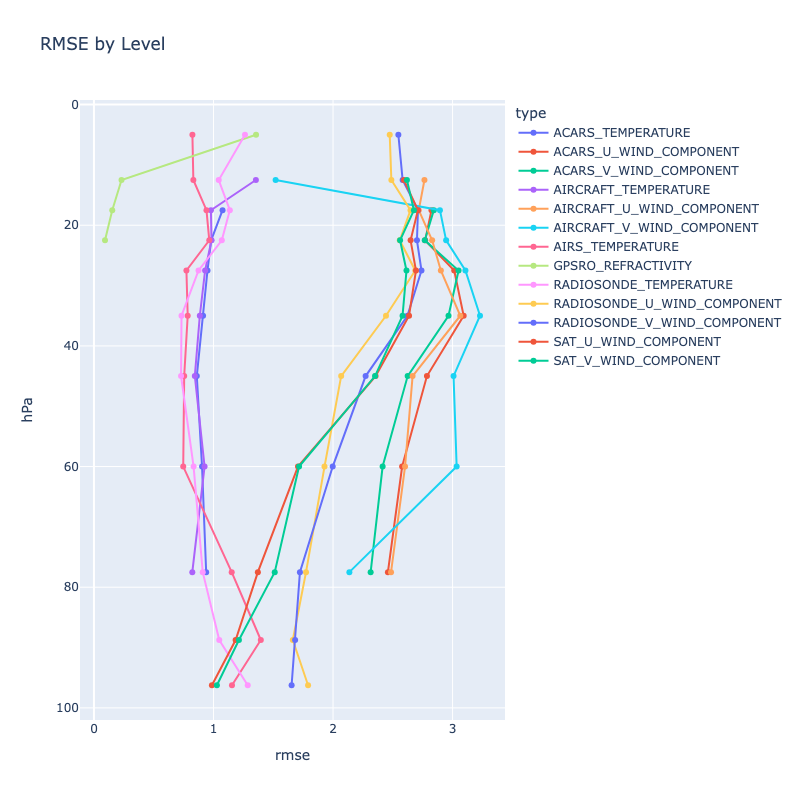 RMSE by Level
type
ACARS_TEMPERATURE
ACARS_U_WIND_COMPONENT
ACARS_V_WIND_COMPONENT
AIRCRAFT_TEMPERATURE
AIRCRAFT_U_WIND_COMPONENT
AIRCRAFT_V_WIND_COMPONENT
AIRS_TEMPERATURE
GPSRO_REFRACTIVITY
RADIOSONDE_TEMPERATURE
RADIOSONDE_U_WIND_COMPONENT
RADIOSONDE_V_WIND_COMPONENT
SAT_U_WIND_COMPONENT
SAT_V_WIND_COMPONENT
0
20
40
60
80
100
hPa
0 1 2 3
rmse